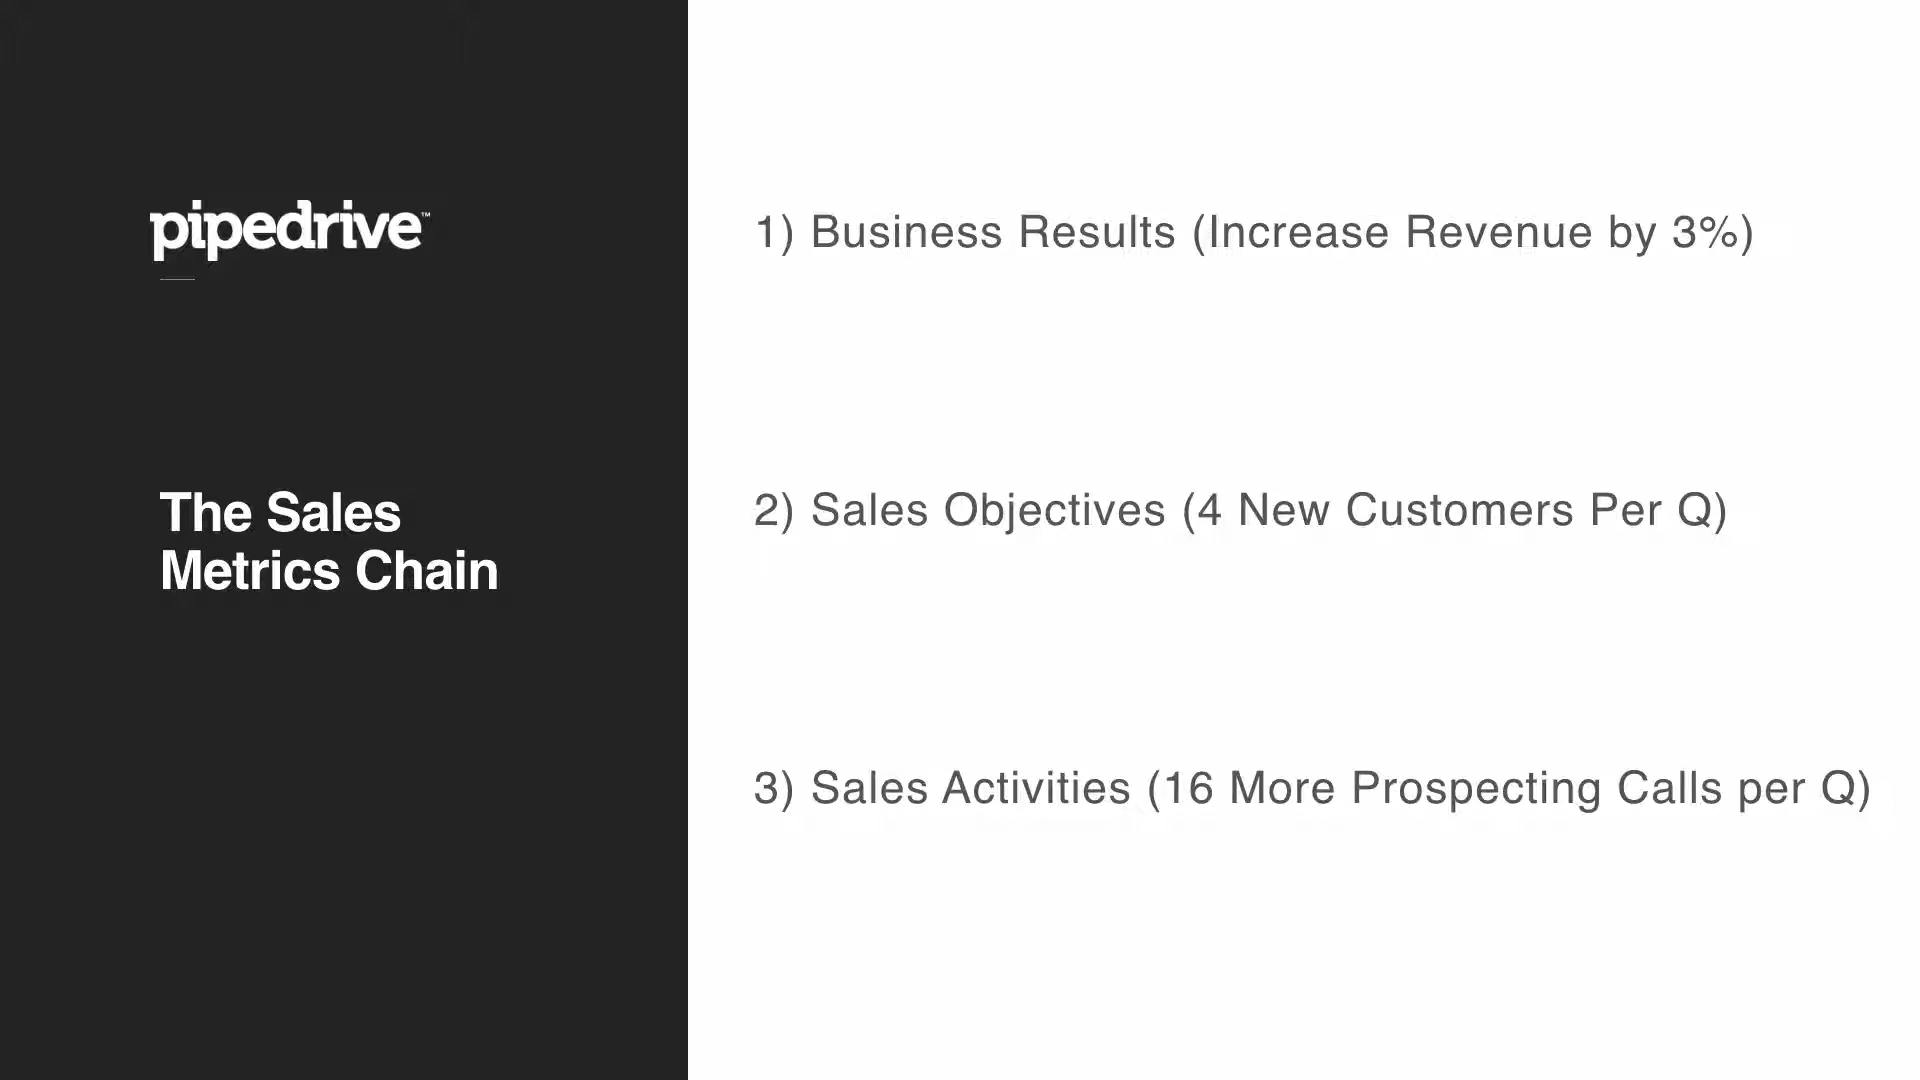 pipedrive™
The Sales
Metrics Chain
1) Business Results (Increase Revenue by 3%)
2) Sales Objectives (4 New Customers Per Q)
3) Sales Activities (16 More Prospecting Calls per Q)